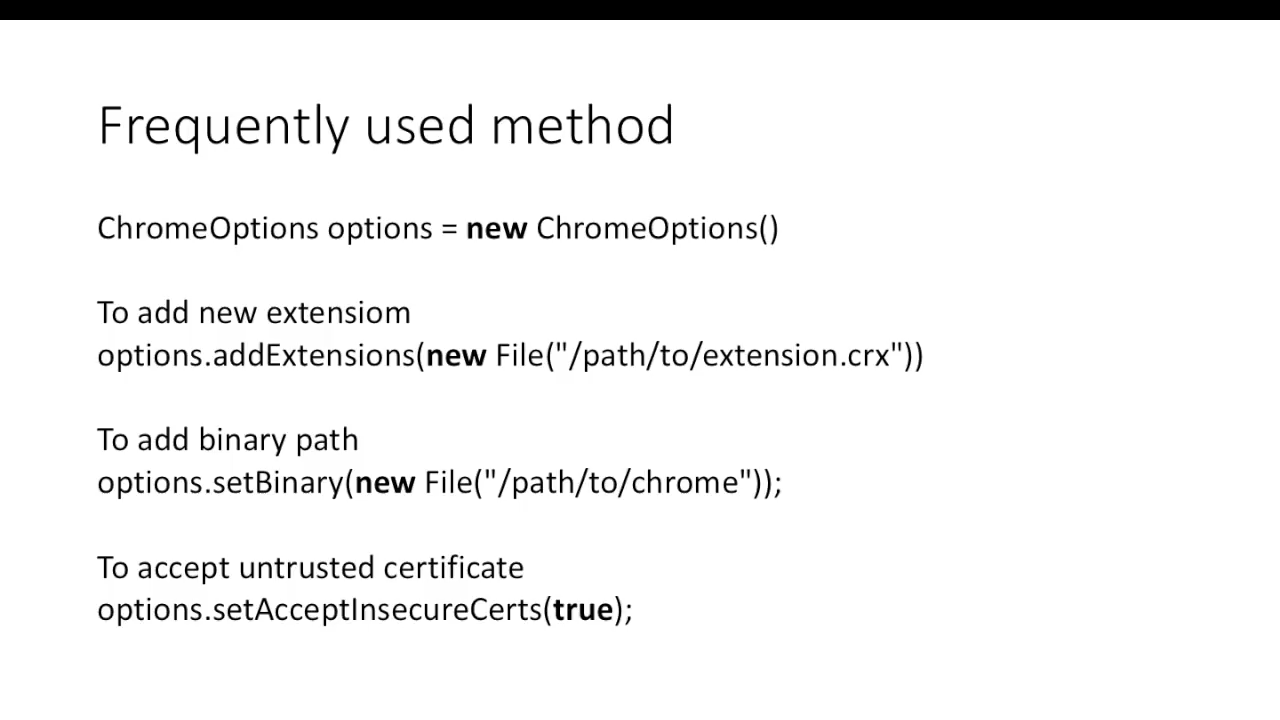 Frequently used method
ChromeOptions options = new ChromeOptions()
To add new extensiom
options.addExtensions(new File("/path/to/extension.crx"))
To add binary path
options.setBinary(new File("/path/to/chrome"));
To accept untrusted certificate
options.setAcceptInsecureCerts(true);